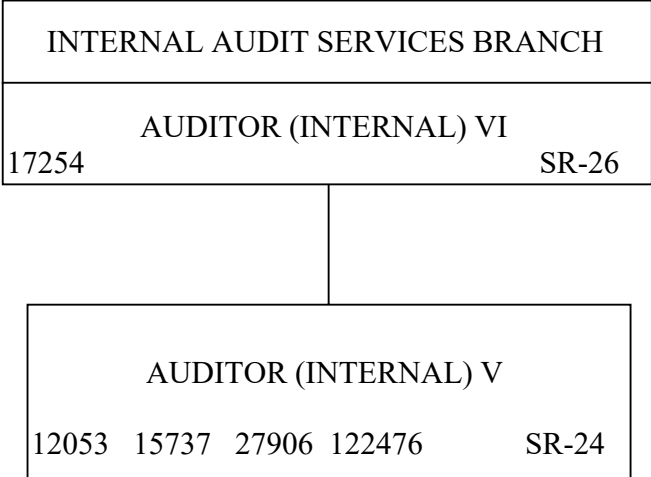 INTERNAL AUDIT SERVICES BRANCH
AUDITOR (INTERNAL) VI
17254 SR-26
AUDITOR (INTERNAL) V
12053 15737 27906 122476 SR-24